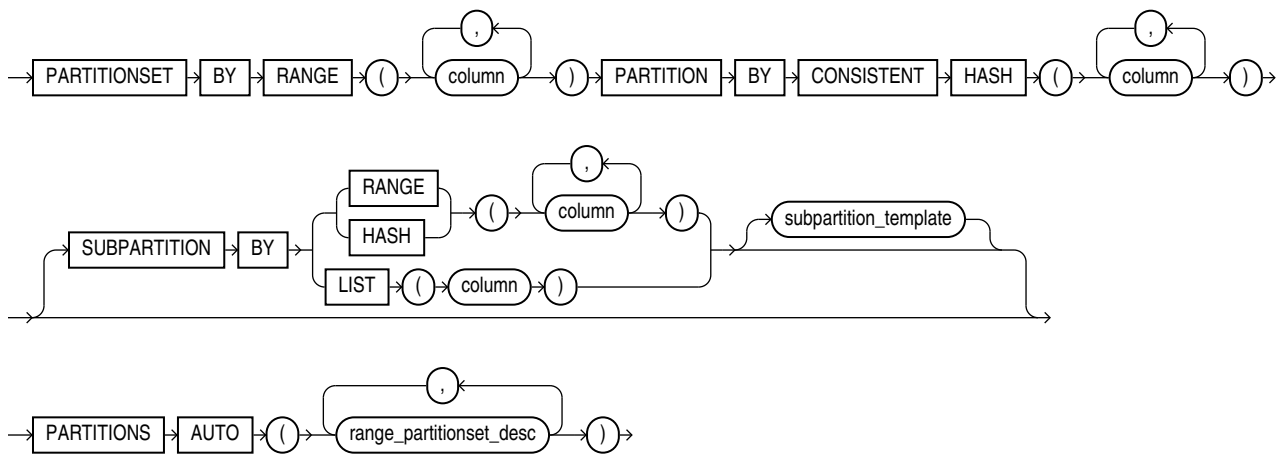 ,
,
PARTITIONSET BY RANGE ( column ) PARTITION BY CONSISTENT HASH ( column )
,
RANGE
HASH
( column )
subpartition_template
SUBPARTITION BY
LIST ( column )
,
PARTITIONS AUTO ( range_partitionset_desc )